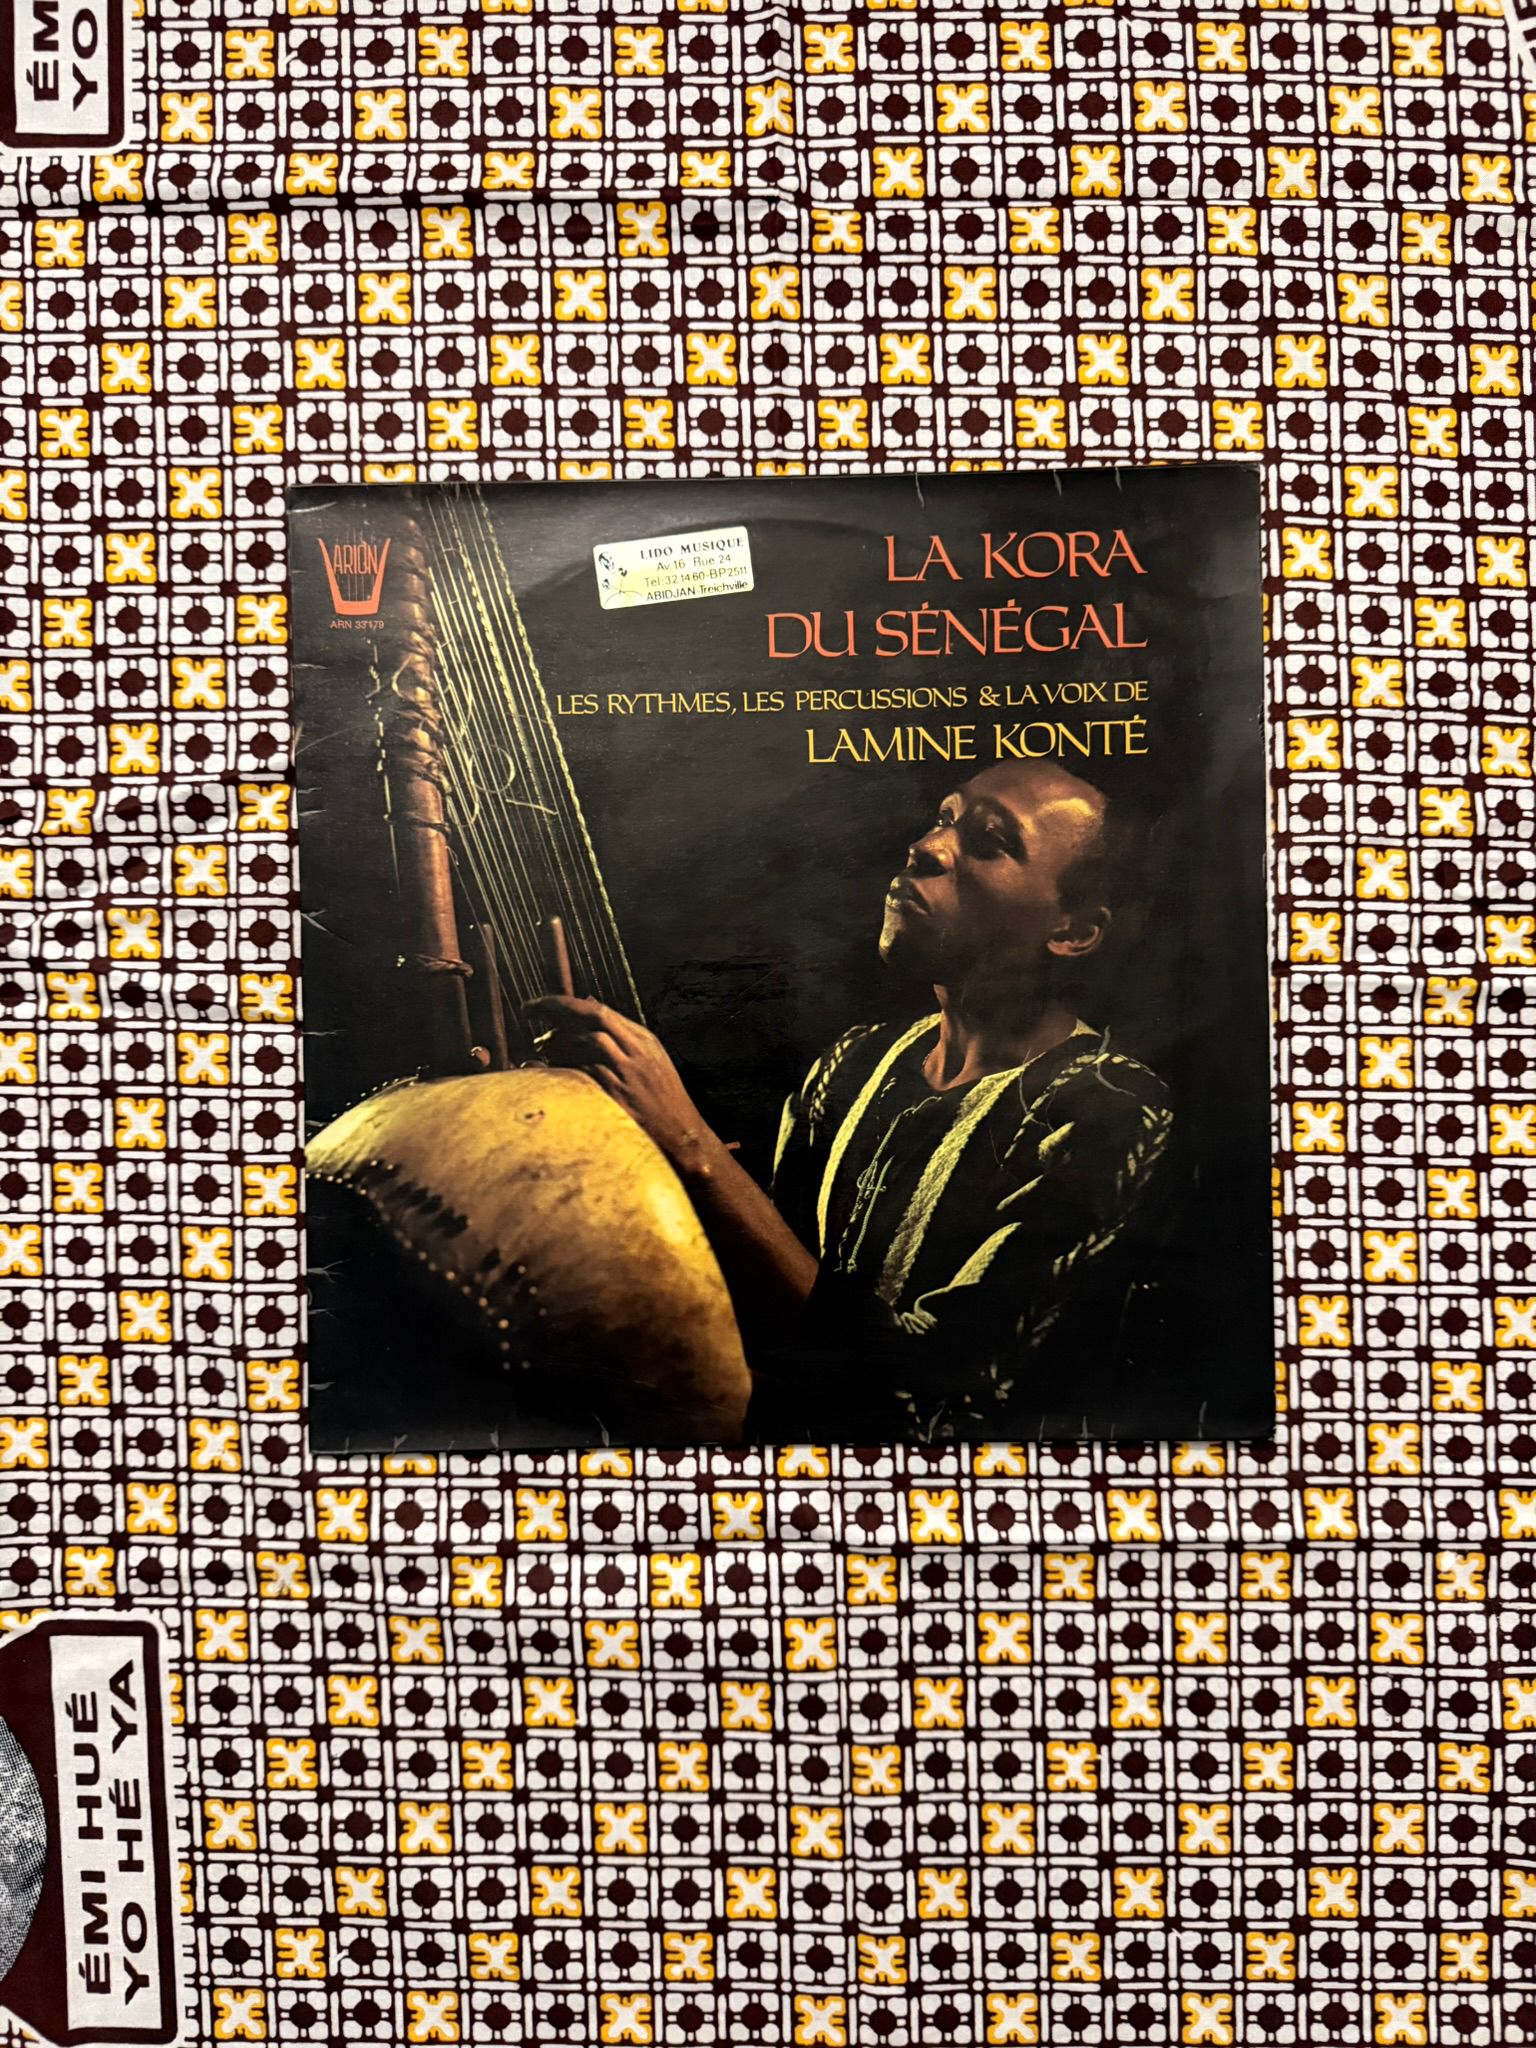 ÉM
YO
ARION
ARN 33179
LIDO MUSIQUE
Av 16 Rue 24
Tel: 32 14 60-BP 2511
ABIDJAN-Treichville
LA KORA
DU SÉNÉGAL
LES RYTHMES, LES PERCUSSIONS & LA VOIX DE
LAMINE KONTÉ
ÉMI HUÉ
YO HÉ YA